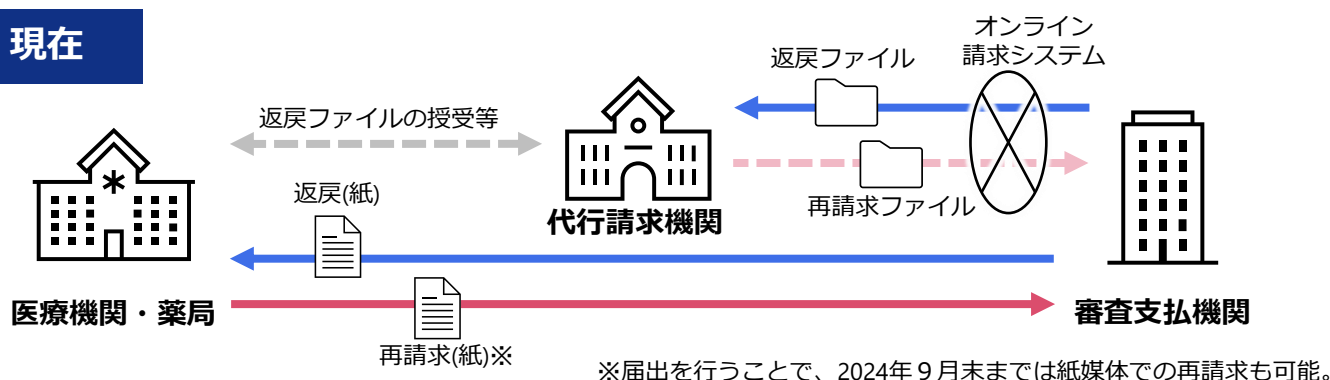 現在
オンライン
請求システム
返戻ファイル
返戻ファイルの授受等
再請求ファイル
代行請求機関
返戻(紙)
医療機関・薬局
審査支払機関
再請求(紙)※
※届出を行うことで、2024年９月末までは紙媒体での再請求も可能。